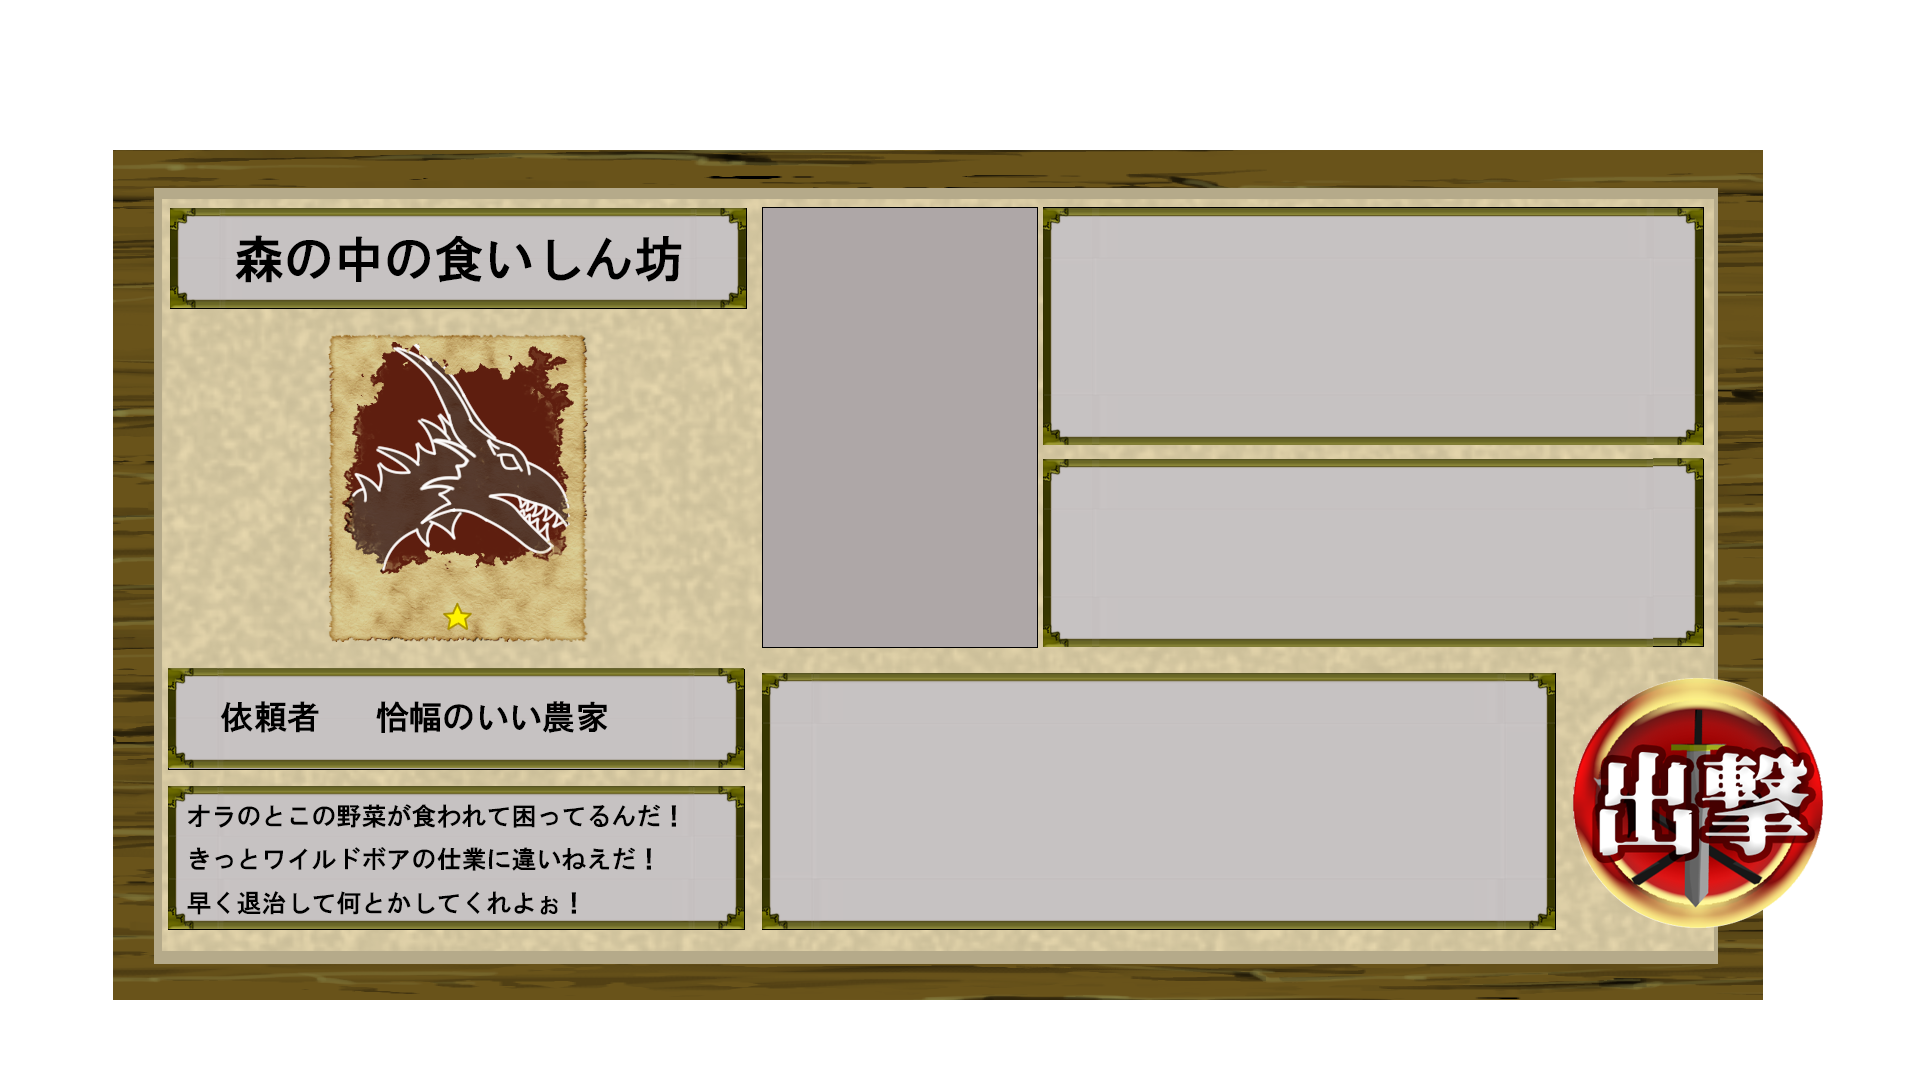 森の中の食いしん坊
依頼者　恰幅のいい農家
オラのとこの野菜が食われて困ってるんだ！
きっとワイルドボアの仕業に違いねえだ！
早く退治して何とかしてくれよぉ！
出撃